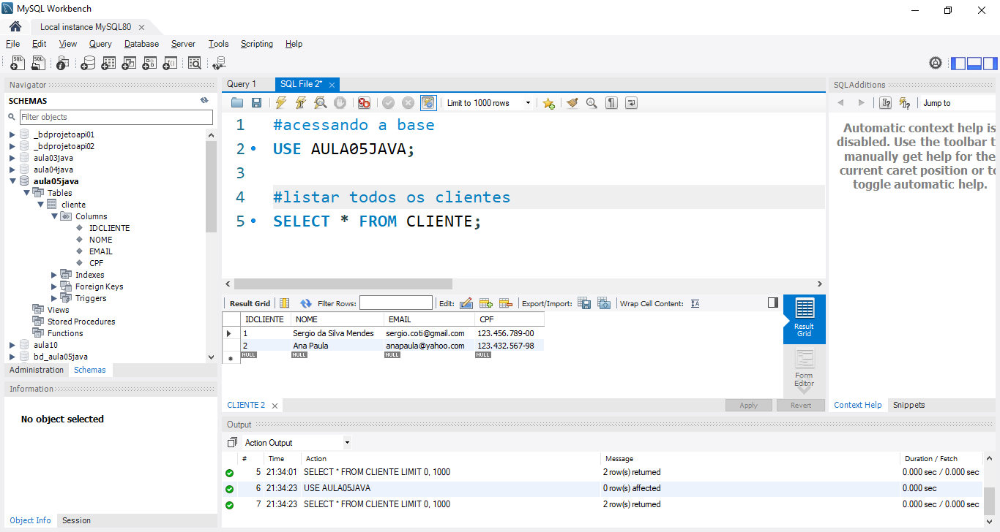 MySQL Workbench
Local instance MySQL80
File Edit View Query Database Server Tools Scripting Help
Navigator
SCHEMAS
Filter objects
_bdprojetoapi01
_bdprojetoapi02
aula03java
aula04java
aula05java
Tables
cliente
Columns
IDCLIENTE
NOME
EMAIL
CPF
Indexes
Foreign Keys
Triggers
Views
Stored Procedures
Functions
aula10
bd_aula05java
Administration Schemas
Information
No object selected
Object Info Session
Query 1 SQL File 2*
Limit to 1000 rows
1 #acessando a base
2 USE AULA05JAVA;
3
4 #listar todos os clientes
5 SELECT * FROM CLIENTE;
Result Grid Filter Rows: Edit: Export/Import: Wrap Cell Content:
IDCLIENTE NOME EMAIL CPF
1 Sergio da Silva Mendes sergio.coti@gmail.com 123.456.789-00
2 Ana Paula anapaula@yahoo.com 123.432.567-98
NULL NULL NULL NULL
Result
Grid
Form
Editor
CLIENTE 2 Apply Revert
Output
Action Output
# Time Action Message Duration / Fetch
5 21:34:01 SELECT * FROM CLIENTE LIMIT 0, 1000 2 row(s) returned 0.000 sec / 0.000 sec
6 21:34:23 USE AULA05JAVA 0 row(s) affected 0.000 sec
7 21:34:23 SELECT * FROM CLIENTE LIMIT 0, 1000 2 row(s) returned 0.000 sec / 0.000 sec
SQLAdditions
Jump to
Automatic context help is
disabled. Use the toolbar t
manually get help for the
current caret position or to
toggle automatic help.
Context Help Snippets